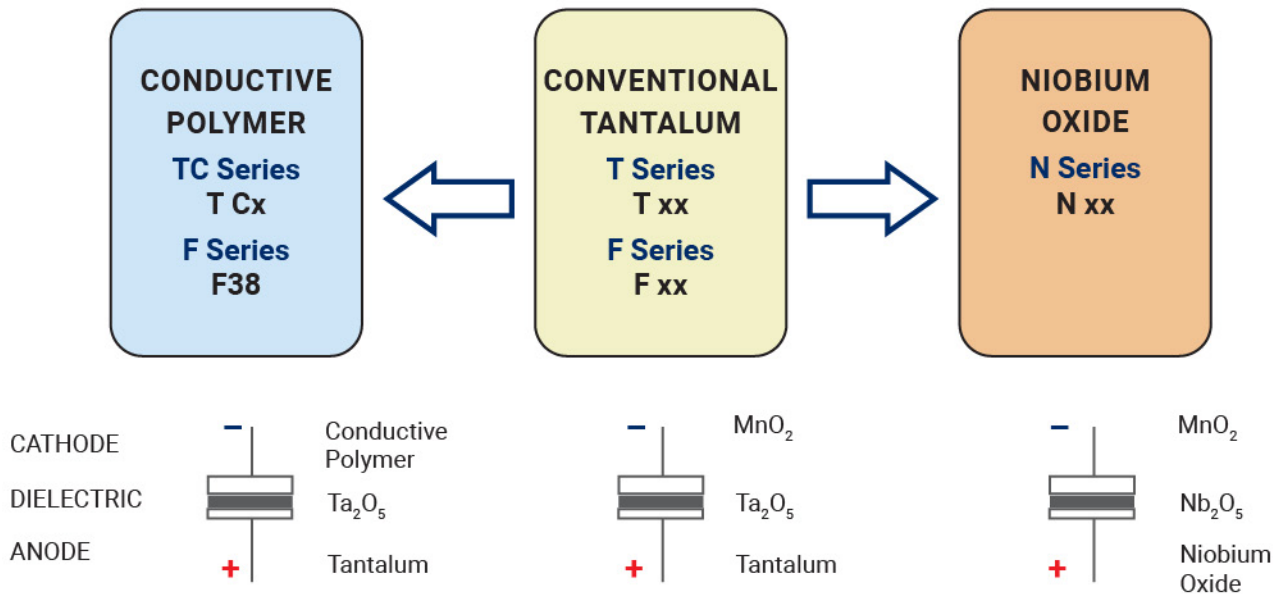 CONDUCTIVE
POLYMER
TC Series
T Cx
F Series
F38
CONVENTIONAL
TANTALUM
T Series
T xx
F Series
F xx
NIOBIUM
OXIDE
N Series
N xx
CATHODE
DIELECTRIC
ANODE
−
Conductive
Polymer
Ta₂O₅
+
Tantalum
−
MnO₂
Ta₂O₅
+
Tantalum
−
MnO₂
Nb₂O₅
+
Niobium
Oxide